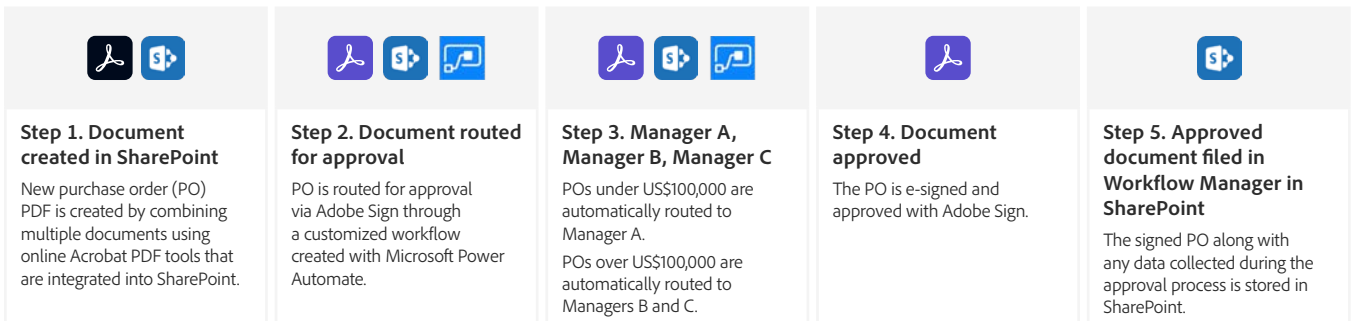 Step 1. Document
created in SharePoint
New purchase order (PO)
PDF is created by combining
multiple documents using
online Acrobat PDF tools that
are integrated into SharePoint.
Step 2. Document routed
for approval
PO is routed for approval
via Adobe Sign through
a customized workflow
created with Microsoft Power
Automate.
Step 3. Manager A,
Manager B, Manager C
POs under US$100,000 are
automatically routed to
Manager A.
POs over US$100,000 are
automatically routed to
Managers B and C.
Step 4. Document
approved
The PO is e-signed and
approved with Adobe Sign.
Step 5. Approved
document filed in
Workflow Manager in
SharePoint
The signed PO along with
any data collected during the
approval process is stored in
SharePoint.